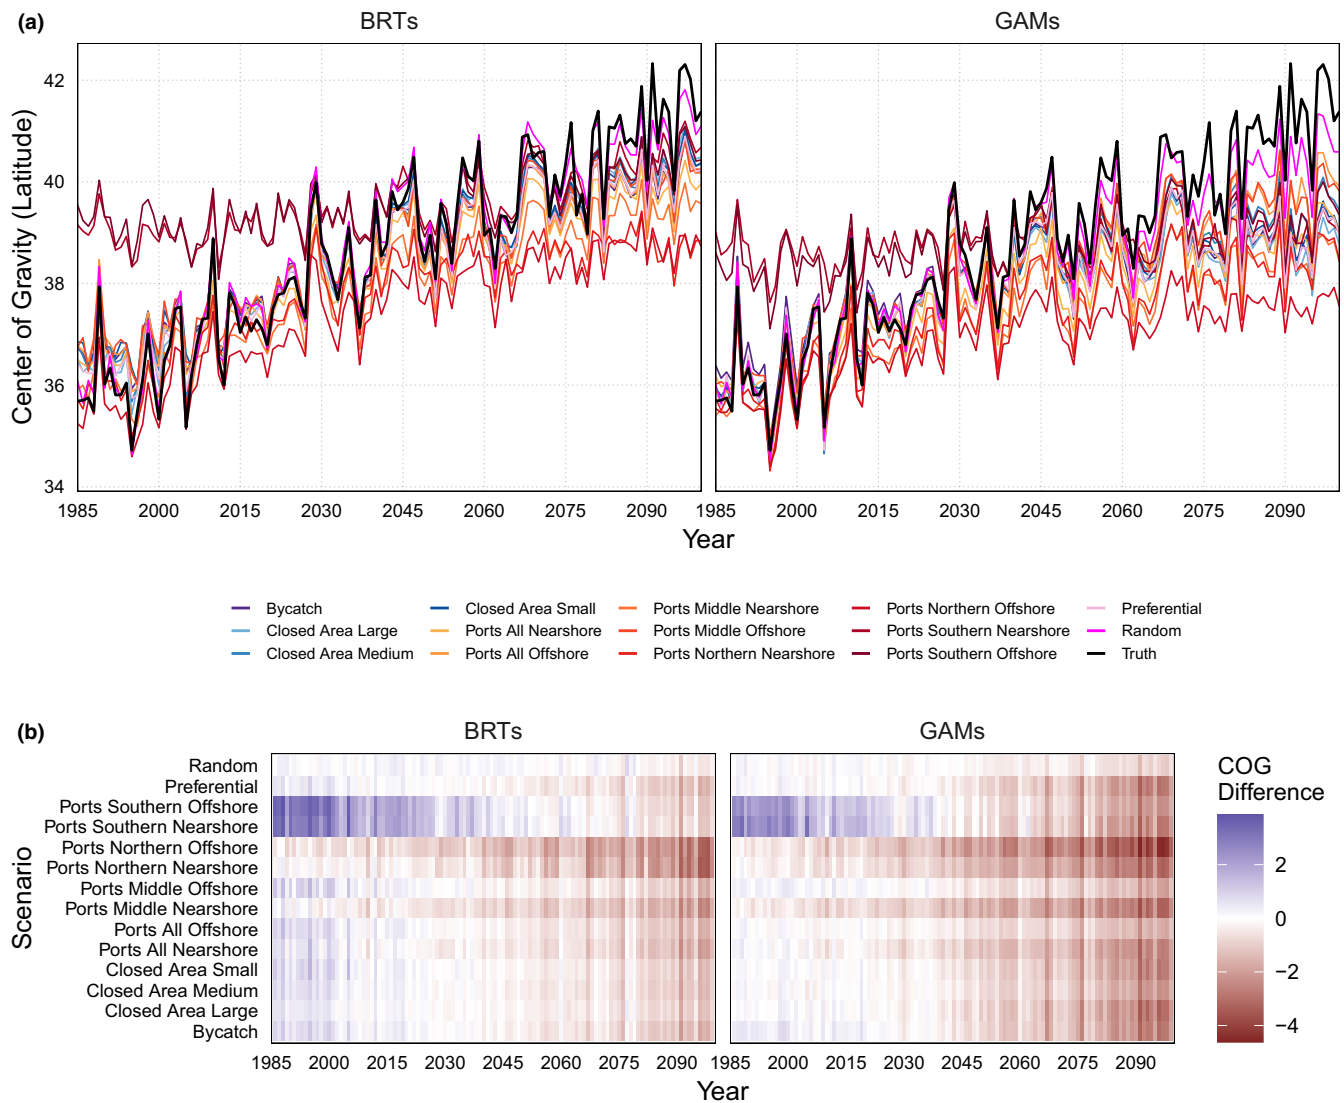 (a)
BRTs
GAMs
Center of Gravity (Latitude)
42
40
38
36
34
1985 2000 2015 2030 2045 2060 2075 2090
1985 2000 2015 2030 2045 2060 2075 2090
Year
Bycatch
Closed Area Large
Closed Area Medium
Closed Area Small
Ports All Nearshore
Ports All Offshore
Ports Middle Nearshore
Ports Middle Offshore
Ports Northern Nearshore
Ports Northern Offshore
Ports Southern Nearshore
Ports Southern Offshore
Preferential
Random
Truth
(b)
BRTs
GAMs
Scenario
Random
Preferential
Ports Southern Offshore
Ports Southern Nearshore
Ports Northern Offshore
Ports Northern Nearshore
Ports Middle Offshore
Ports Middle Nearshore
Ports All Offshore
Ports All Nearshore
Closed Area Small
Closed Area Medium
Closed Area Large
Bycatch
1985 2000 2015 2030 2045 2060 2075 2090
1985 2000 2015 2030 2045 2060 2075 2090
Year
COG
Difference
2
0
−2
−4